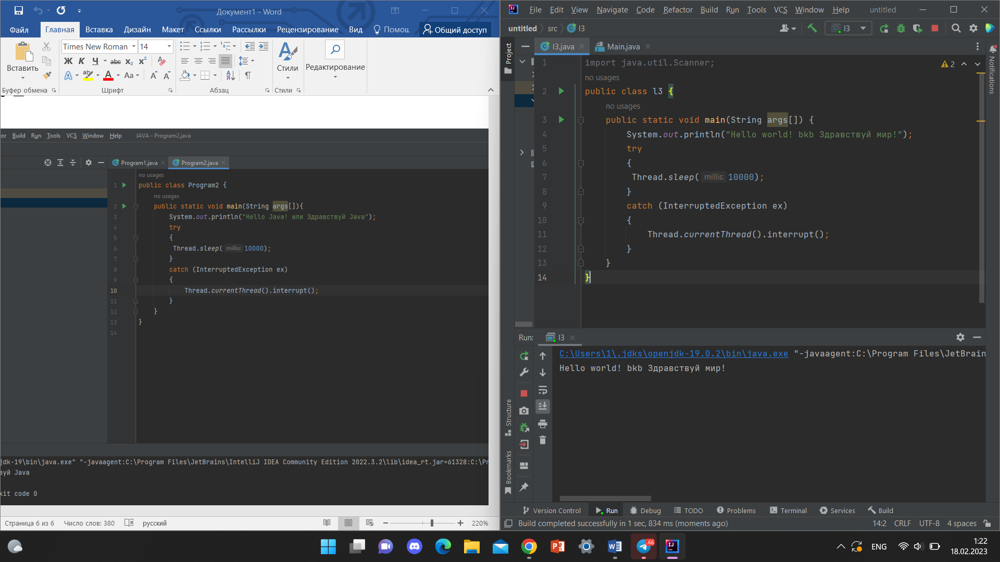 Документ1 - Word
Файл Главная Вставка Дизайн Макет Ссылки Рассылки Рецензирование Вид Помощ Общий доступ
Вставить
Times New Roman 14
Ж К Ч abc x₂ x²
Aa
Стили
Редактирование
Буфер обмена Шрифт Абзац Стили
Build Run Tools VCS Window Help JAVA - Program2.java
Program1.java Program2.java
no usages
1 public class Program2 {
no usages
2 public static void main(String args[]){
3 System.out.println("Hello Java! или Здравствуй Java");
4 try
5 {
6 Thread.sleep( millis: 10000);
7 }
8 catch (InterruptedException ex)
9 {
10 Thread.currentThread().interrupt();
11 }
12 }
13 }
14
jdk-19\bin\java.exe" "-javaagent:C:\Program Files\JetBrains\IntelliJ IDEA Community Edition 2022.3.2\lib\idea_rt.jar=61328:C:\Pr
вуй Java
xit code 0
Страница 6 из 6 Число слов: 380 русский 220%
File Edit View Navigate Code Refactor Build Run Tools VCS Window Help untitled
untitled src l3 l3
Project
l3.java Main.java
Notifications
1 import java.util.Scanner;
2
no usages
2 public class l3 {
no usages
3 public static void main(String args[]) {
4 System.out.println("Hello world! bkb Здравствуй мир!");
5 try
6 {
7 Thread.sleep( millis: 10000);
8 }
9 catch (InterruptedException ex)
10 {
11 Thread.currentThread().interrupt();
12 }
13 }
14 }
Run: l3
C:\Users\1\.jdks\openjdk-19.0.2\bin\java.exe "-javaagent:C:\Program Files\JetBrain
Hello world! bkb Здравствуй мир!
Structure
Bookmarks
Version Control Run Debug TODO Problems Terminal Services Build
Build completed successfully in 1 sec, 834 ms (moments ago) 14:2 CRLF UTF-8 4 spaces
ENG
1:22
18.02.2023